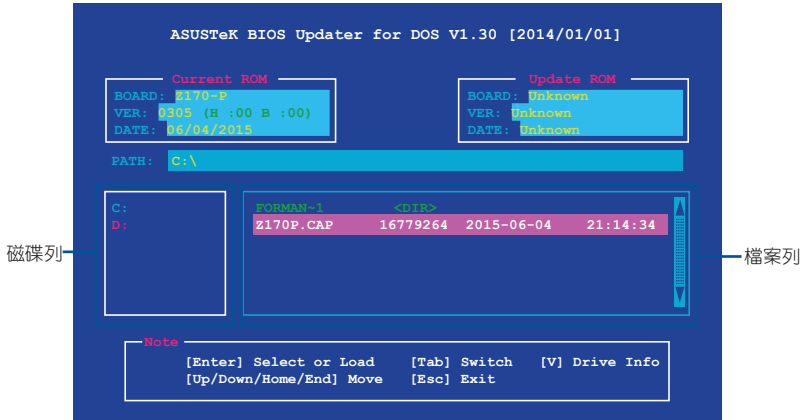 ASUSTeK BIOS Updater for DOS V1.30 [2014/01/01]
Current ROM
BOARD: Z170-P
VER: 0305 (H :00 B :00)
DATE: 06/04/2015
Update ROM
BOARD: Unknown
VER: Unknown
DATE: Unknown
PATH: C:\
磁碟列
C:
D:
FORMAN~1 <DIR>
Z170P.CAP 16779264 2015-06-04 21:14:34
檔案列
Note
[Enter] Select or Load [Tab] Switch [V] Drive Info
[Up/Down/Home/End] Move [Esc] Exit